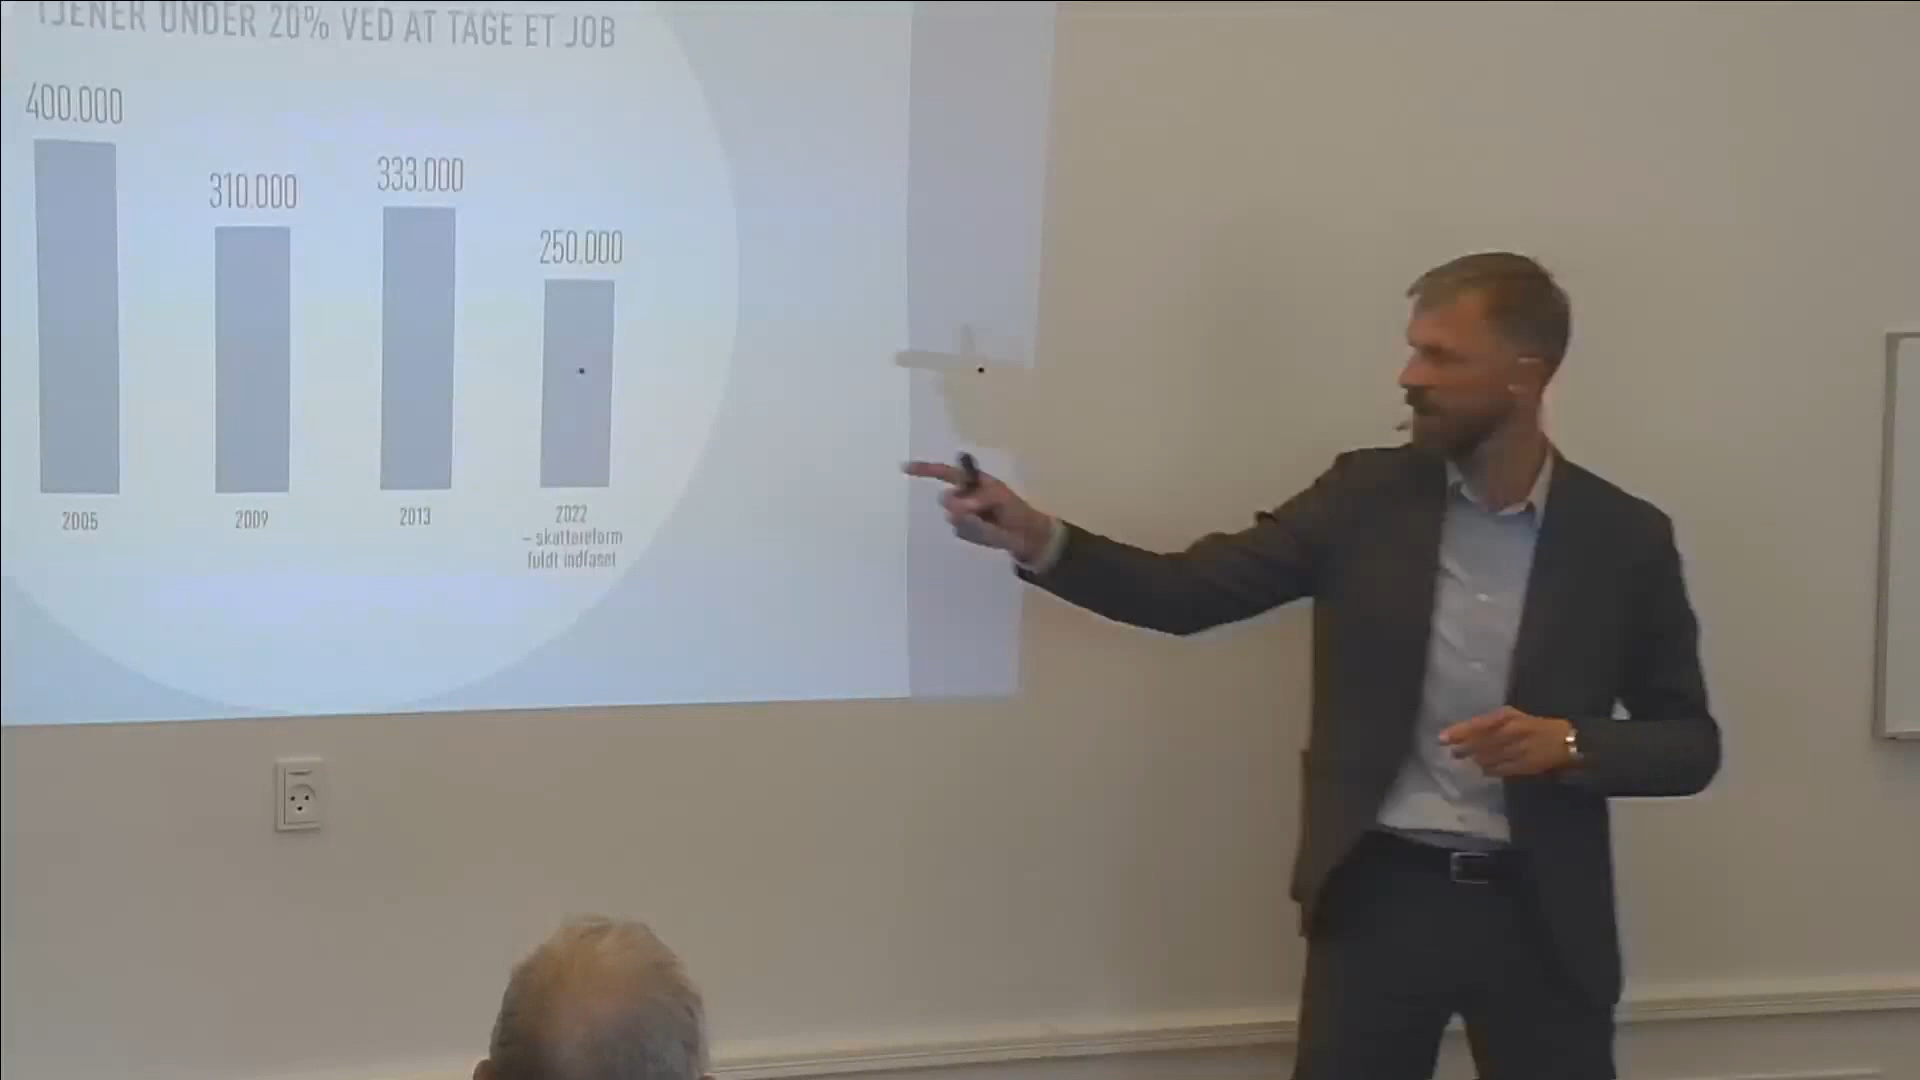 TJENER UNDER 20% VED AT TAGE ET JOB
400.000
310.000
333.000
250.000
2005
2009
2013
2022
– skattereform
fuldt indfaset